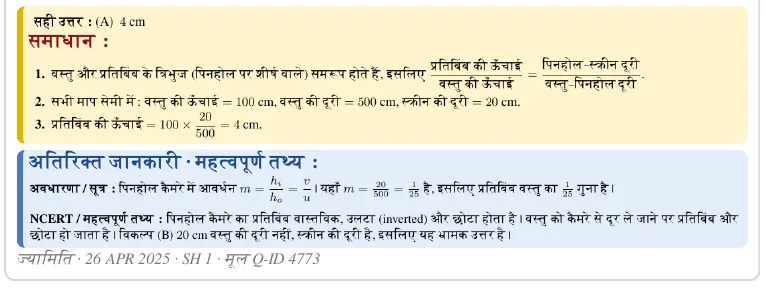 सही उत्तर : (A) 4 cm
समाधान :
1. वस्तु और प्रतिबिंब के त्रिभुज (पिनहोल पर शीर्ष वाले) समरूप होते हैं, इसलिए प्रतिबिंब की ऊँचाई / वस्तु की ऊँचाई = पिनहोल–स्क्रीन दूरी / वस्तु–पिनहोल दूरी.
2. सभी माप सेमी में : वस्तु की ऊँचाई = 100 cm, वस्तु की दूरी = 500 cm, स्क्रीन की दूरी = 20 cm.
3. प्रतिबिंब की ऊँचाई = 100 × 20/500 = 4 cm.
अतिरिक्त जानकारी · महत्वपूर्ण तथ्य :
अवधारणा / सूत्र : पिनहोल कैमरे में आवर्धन m = h_i/h_o = v/u । यहाँ m = 20/500 = 1/25 है, इसलिए प्रतिबिंब वस्तु का 1/25 गुना है।
NCERT / महत्वपूर्ण तथ्य : पिनहोल कैमरे का प्रतिबिंब वास्तविक, उलटा (inverted) और छोटा होता है। वस्तु को कैमरे से दूर ले जाने पर प्रतिबिंब और
छोटा हो जाता है। विकल्प (B) 20 cm वस्तु की दूरी नहीं, स्क्रीन की दूरी है, इसलिए यह भ्रामक उत्तर है।
ज्यामिति · 26 APR 2025 · SH 1 · मूल Q-ID 4773